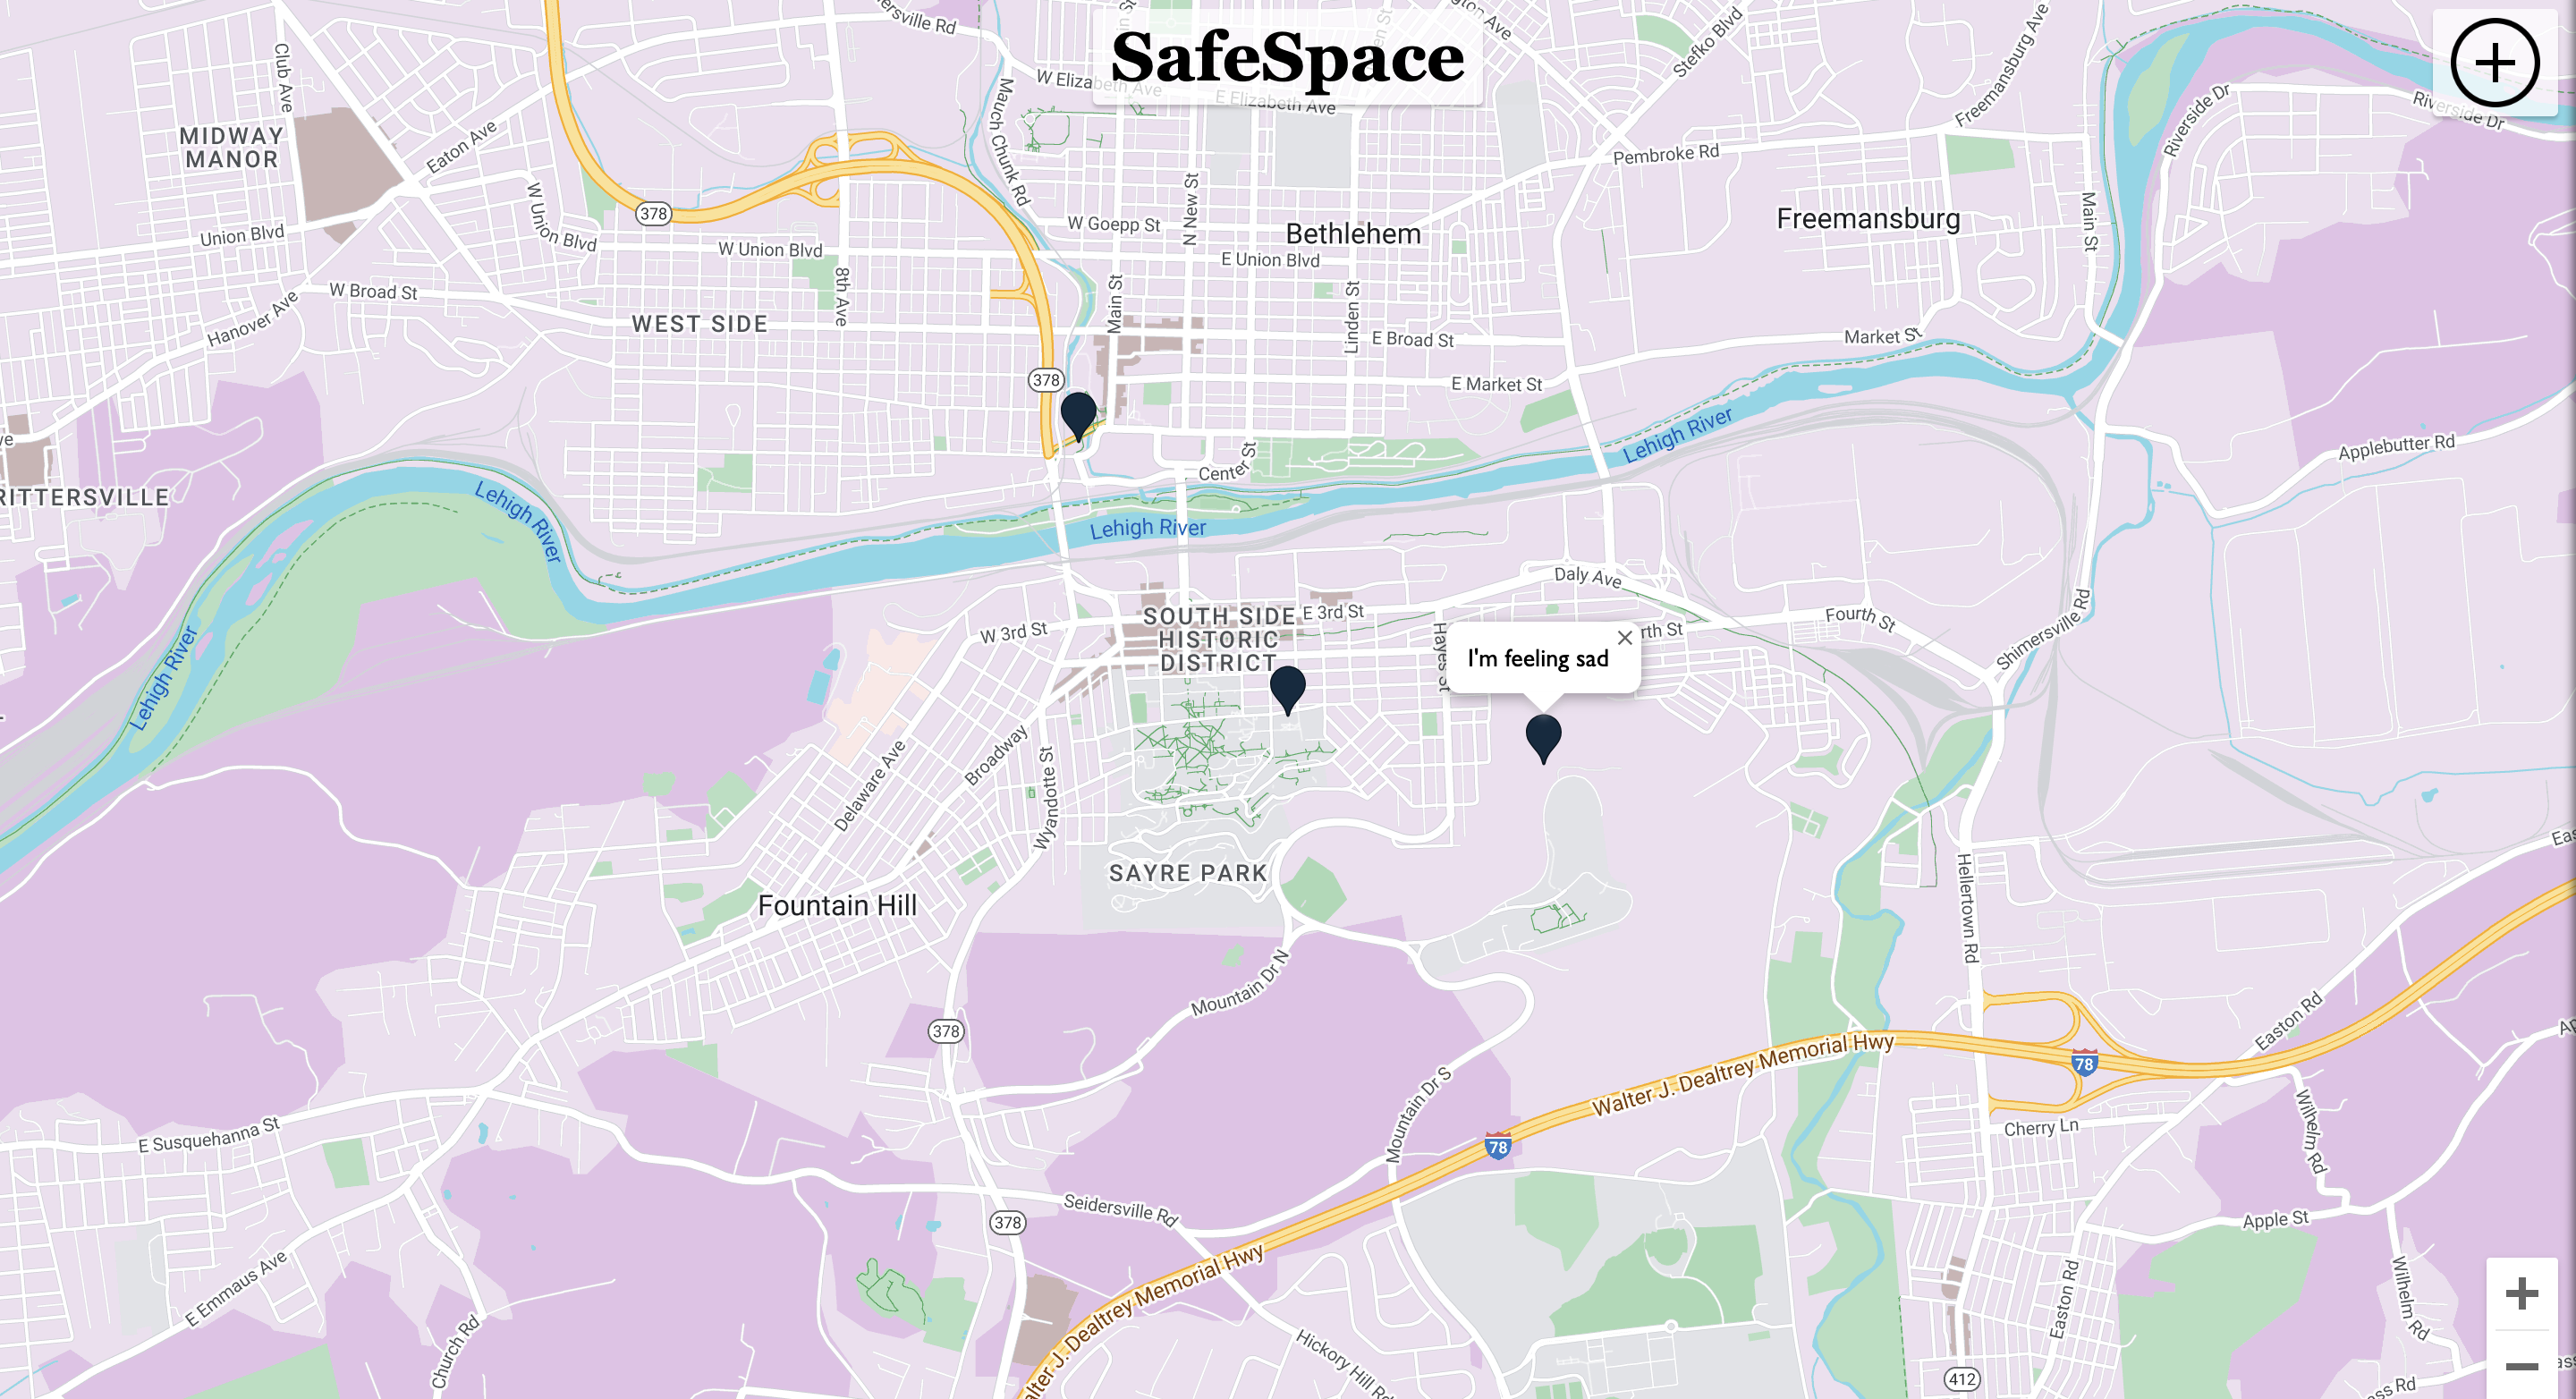 SafeSpace
Club Ave
MIDWAY
MANOR
Eaton Ave
W Union Blvd
Union Blvd
378
W Union Blvd
8th Ave
Mauch Chunk Rd
W Elizabeth Ave
E Elizabeth Ave
Stefko Blvd
Freemansburg Ave
Pembroke Rd
Riverside Dr
Riverside Dr
W Goepp St
N New St
Bethlehem
E Union Blvd
Freemansburg
Main St
W Broad St
Hanover Ave
WEST SIDE
Main St
Linden St
E Broad St
Market St
378
E Market St
Lehigh River
Applebutter Rd
RITTERSVILLE
Lehigh River
Center St
Lehigh River
Daly Ave
SOUTH SIDE
HISTORIC
DISTRICT
E 3rd St
W 3rd St
Hayes St
rth St
Fourth St
Shimersville Rd
I'm feeling sad
Lehigh River
Delaware Ave
Broadway
Wyandotte St
SAYRE PARK
Fountain Hill
Hellertown Rd
Mountain Dr N
378
Easton Rd
Walter J. Dealtrey Memorial Hwy
78
Mountain Dr S
78
E Susquehanna St
Cherry Ln
Wilhelm Rd
Seidersville Rd
378
Apple St
Walter J. Dealtrey Memorial Hwy
E Emmaus Ave
Church Rd
Hickory Hill Rd
Easton Rd
Wilhelm Rd
412